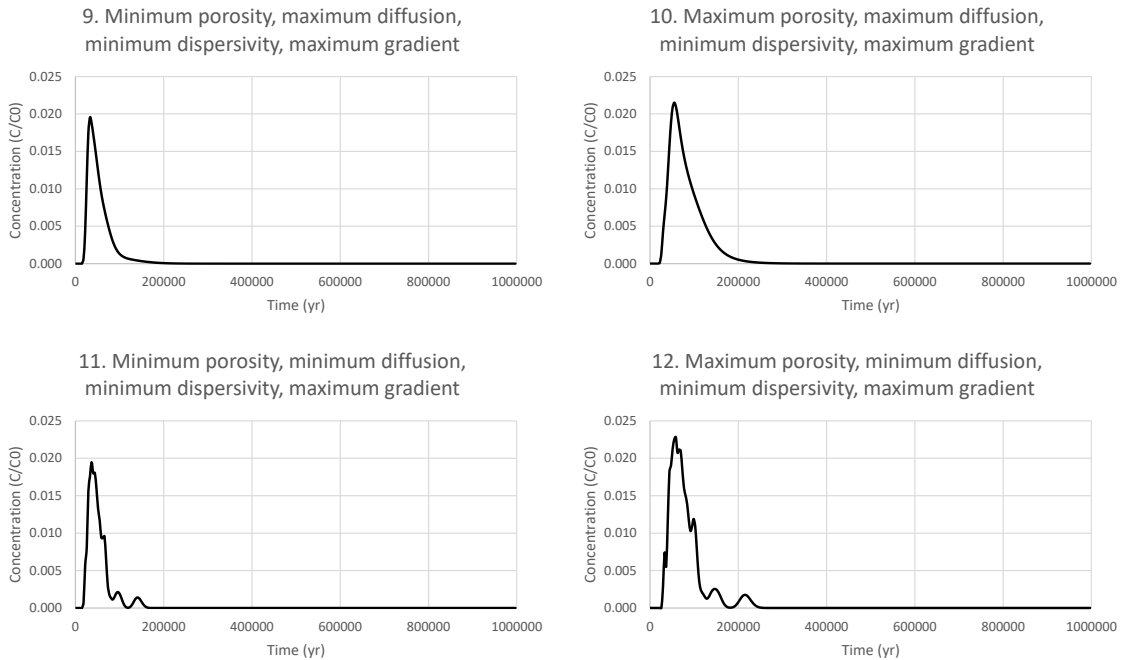 9. Minimum porosity, maximum diffusion,
minimum dispersivity, maximum gradient
0.025
0.020
0.015
0.010
0.005
0.000
Concentration (C/C0)
0 200000 400000 600000 800000 1000000
Time (yr)
10. Maximum porosity, maximum diffusion,
minimum dispersivity, maximum gradient
0.025
0.020
0.015
0.010
0.005
0.000
Concentration (C/C0)
0 200000 400000 600000 800000 1000000
Time (yr)
11. Minimum porosity, minimum diffusion,
minimum dispersivity, maximum gradient
0.025
0.020
0.015
0.010
0.005
0.000
Concentration (C/C0)
0 200000 400000 600000 800000 1000000
Time (yr)
12. Maximum porosity, minimum diffusion,
minimum dispersivity, maximum gradient
0.025
0.020
0.015
0.010
0.005
0.000
Concentration (C/C0)
0 200000 400000 600000 800000 1000000
Time (yr)